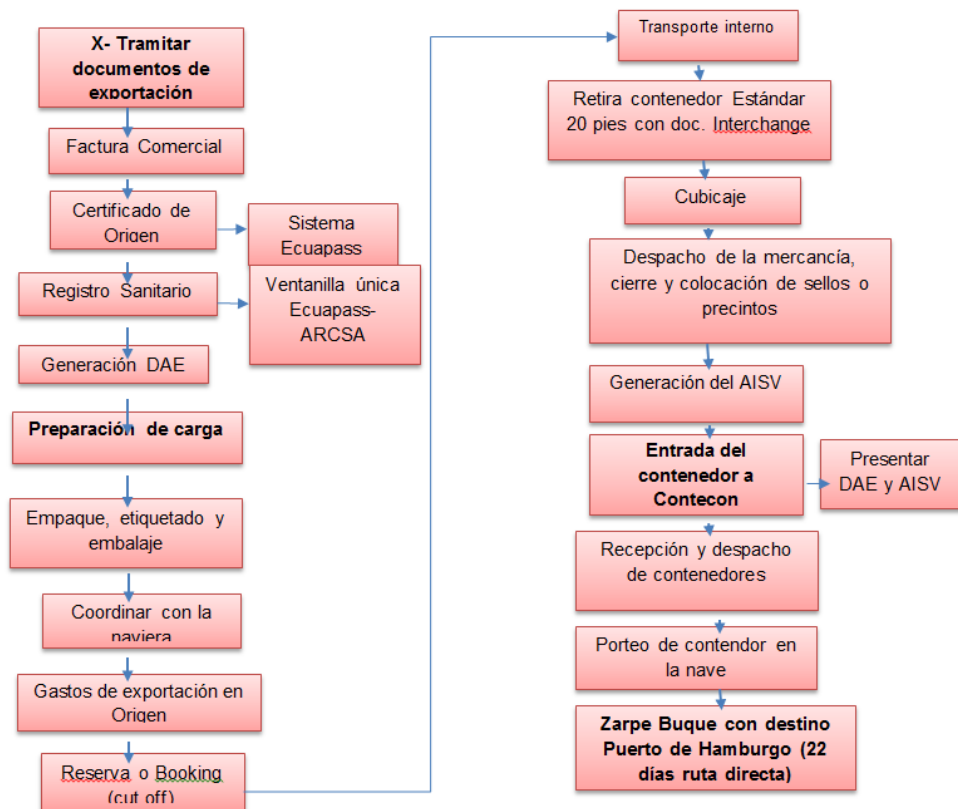 X- Tramitar
documentos de
exportación
Factura Comercial
Certificado de
Origen
Sistema
Ecuapass
Registro Sanitario
Ventanilla única
Ecuapass-
ARCSA
Generación DAE
Preparación de carga
Empaque, etiquetado y
embalaje
Coordinar con la
naviera
Gastos de exportación en
Origen
Reserva o Booking
(cut off)
Transporte interno
Retira contenedor Estándar
20 pies con doc. Interchange
Cubicaje
Despacho de la mercancía,
cierre y colocación de sellos o
precintos
Generación del AISV
Entrada del
contenedor a
Contecon
Presentar
DAE y AISV
Recepción y despacho
de contenedores
Porteo de contendor en
la nave
Zarpe Buque con destino
Puerto de Hamburgo (22
días ruta directa)